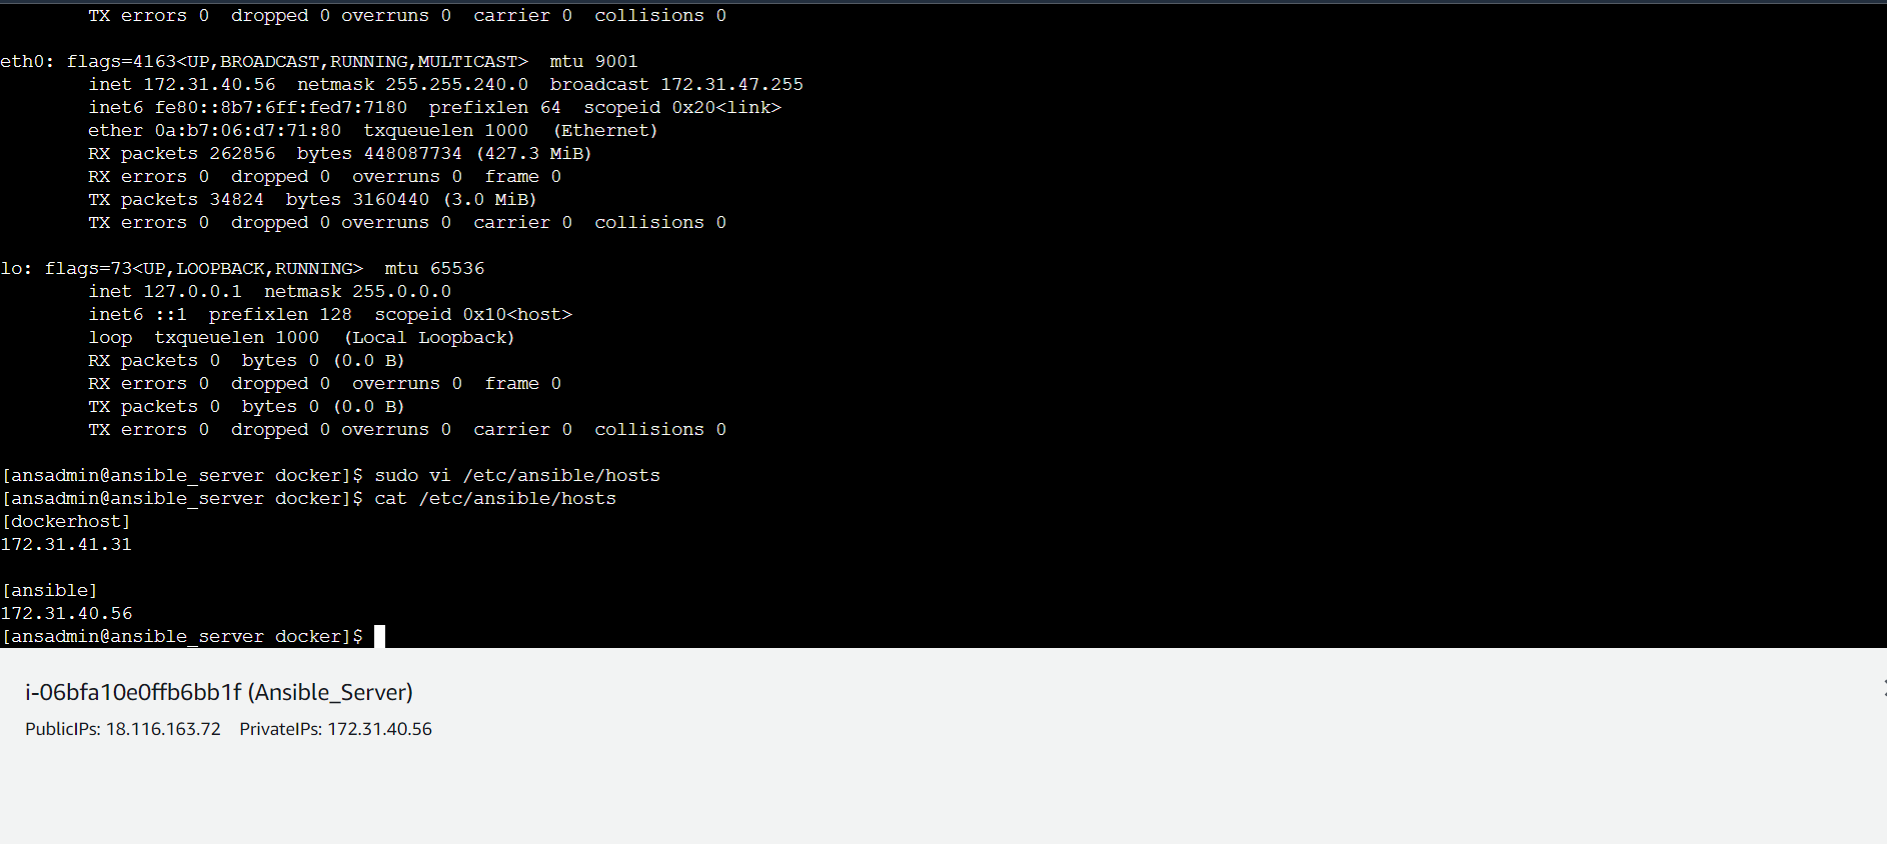 TX errors 0  dropped 0 overruns 0  carrier 0  collisions 0
eth0: flags=4163<UP,BROADCAST,RUNNING,MULTICAST>  mtu 9001
inet 172.31.40.56  netmask 255.255.240.0  broadcast 172.31.47.255
inet6 fe80::8b7:6ff:fed7:7180  prefixlen 64  scopeid 0x20<link>
ether 0a:b7:06:d7:71:80  txqueuelen 1000  (Ethernet)
RX packets 262856  bytes 448087734 (427.3 MiB)
RX errors 0  dropped 0  overruns 0  frame 0
TX packets 34824  bytes 3160440 (3.0 MiB)
TX errors 0  dropped 0 overruns 0  carrier 0  collisions 0
lo: flags=73<UP,LOOPBACK,RUNNING>  mtu 65536
inet 127.0.0.1  netmask 255.0.0.0
inet6 ::1  prefixlen 128  scopeid 0x10<host>
loop  txqueuelen 1000  (Local Loopback)
RX packets 0  bytes 0 (0.0 B)
RX errors 0  dropped 0  overruns 0  frame 0
TX packets 0  bytes 0 (0.0 B)
TX errors 0  dropped 0 overruns 0  carrier 0  collisions 0
[ansadmin@ansible_server docker]$ sudo vi /etc/ansible/hosts
[ansadmin@ansible_server docker]$ cat /etc/ansible/hosts
[dockerhost]
172.31.41.31
[ansible]
172.31.40.56
[ansadmin@ansible_server docker]$
i-06bfa10e0ffb6bb1f (Ansible_Server)
PublicIPs: 18.116.163.72    PrivateIPs: 172.31.40.56